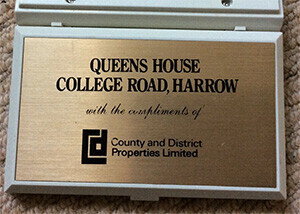 QUEENS HOUSE
COLLEGE ROAD, HARROW
with the compliments of
County and District
Properties Limited